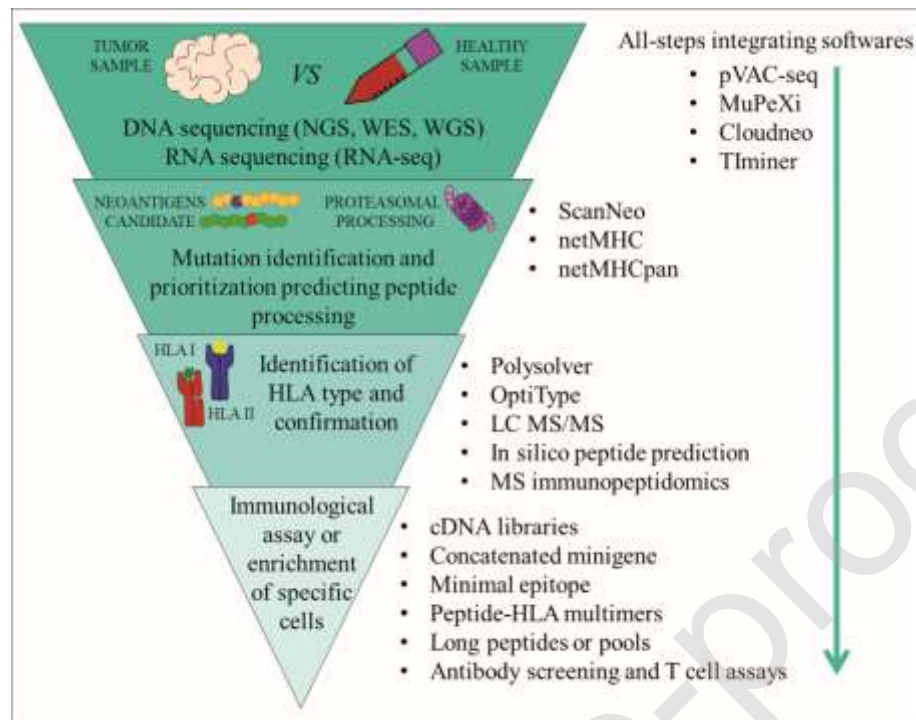 TUMOR
SAMPLE
VS
HEALTHY
SAMPLE
DNA sequencing (NGS, WES, WGS)
RNA sequencing (RNA-seq)
All-steps integrating softwares
• pVAC-seq
• MuPeXi
• Cloudneo
• TIminer
NEOANTIGENS
CANDIDATE
PROTEASOMAL
PROCESSING
Mutation identification and
prioritization predicting peptide
processing
• ScanNeo
• netMHC
• netMHCpan
HLA I
HLA II
Identification of
HLA type and
confirmation
• Polysolver
• OptiType
• LC MS/MS
• In silico peptide prediction
• MS immunopeptidomics
Immunological
assay or
enrichment
of specific
cells
• cDNA libraries
• Concatenated minigene
• Minimal epitope
• Peptide-HLA multimers
• Long peptides or pools
• Antibody screening and T cell assays